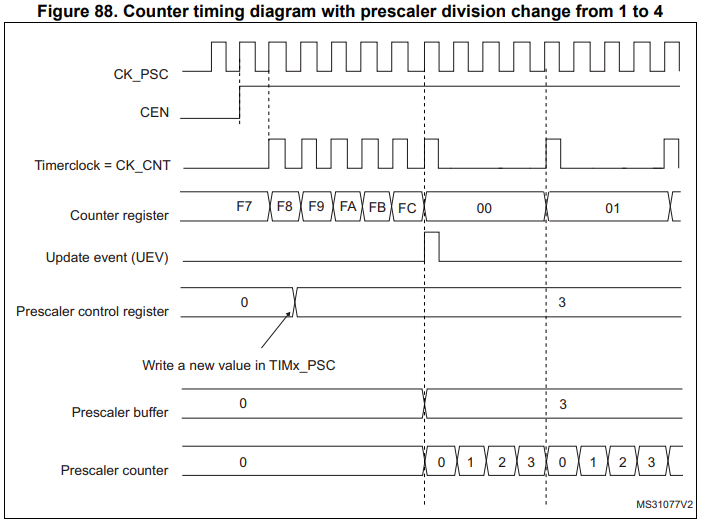 Figure 88. Counter timing diagram with prescaler division change from 1 to 4
CK_PSC
CEN
Timerclock = CK_CNT
Counter register F7 F8 F9 FA FB FC 00 01
Update event (UEV)
Prescaler control register 0 3
Write a new value in TIMx_PSC
Prescaler buffer 0 3
Prescaler counter 0 0 1 2 3 0 1 2 3
MS31077V2